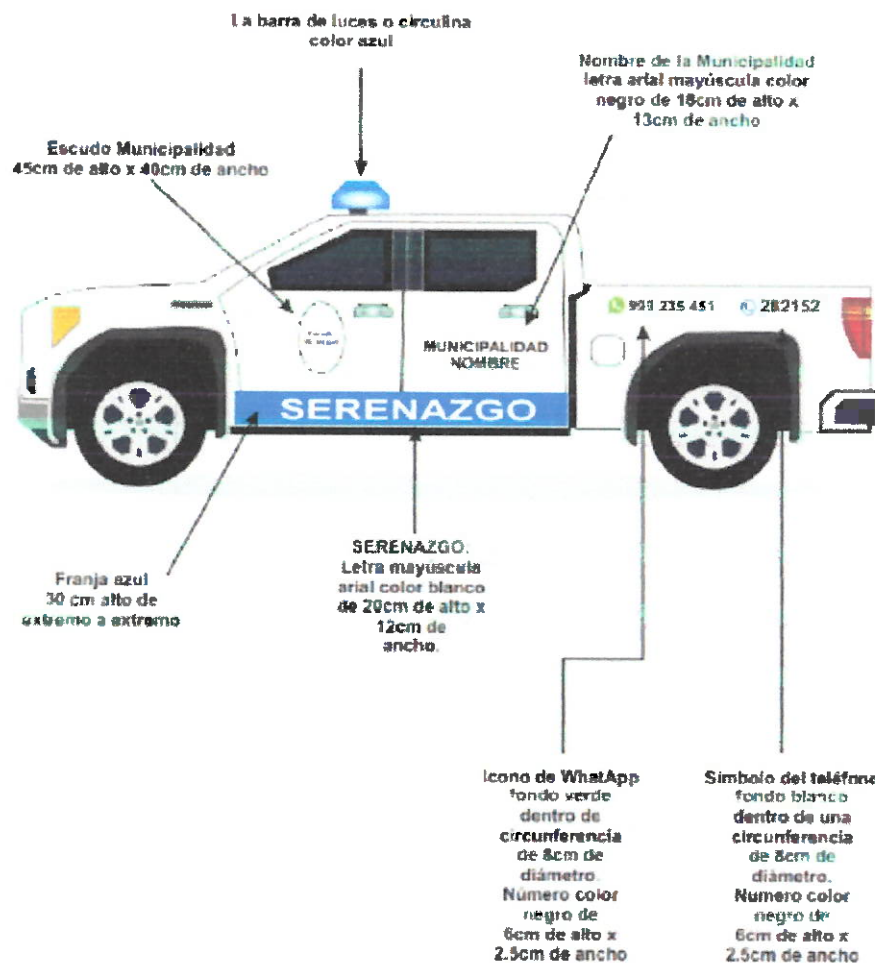 La barra de luces o circulina
color azul
Nombre de la Municipalidad
letra arial mayúscula color
negro de 18cm de alto x
13cm de ancho
Escudo Municipalidad
45cm de alto x 40cm de ancho
282152
MUNICIPALIDAD
NOMBRE
SERENAZGO
Franja azul
30 cm alto de
extremo a extremo
SERENAZGO.
Letra mayuscula
arial color blanco
de 20cm de alto x
12cm de
ancho.
Icono de WhatApp
fondo verde
dentro de
circunferencia
de 8cm de
diámetro.
Número color
negro de
6cm de alto x
2.5cm de ancho
Símbolo del teléfono
fondo blanco
dentro de una
circunferencia
de 8cm de
diámetro.
Numero color
negro de
6cm de alto x
2.5cm de ancho